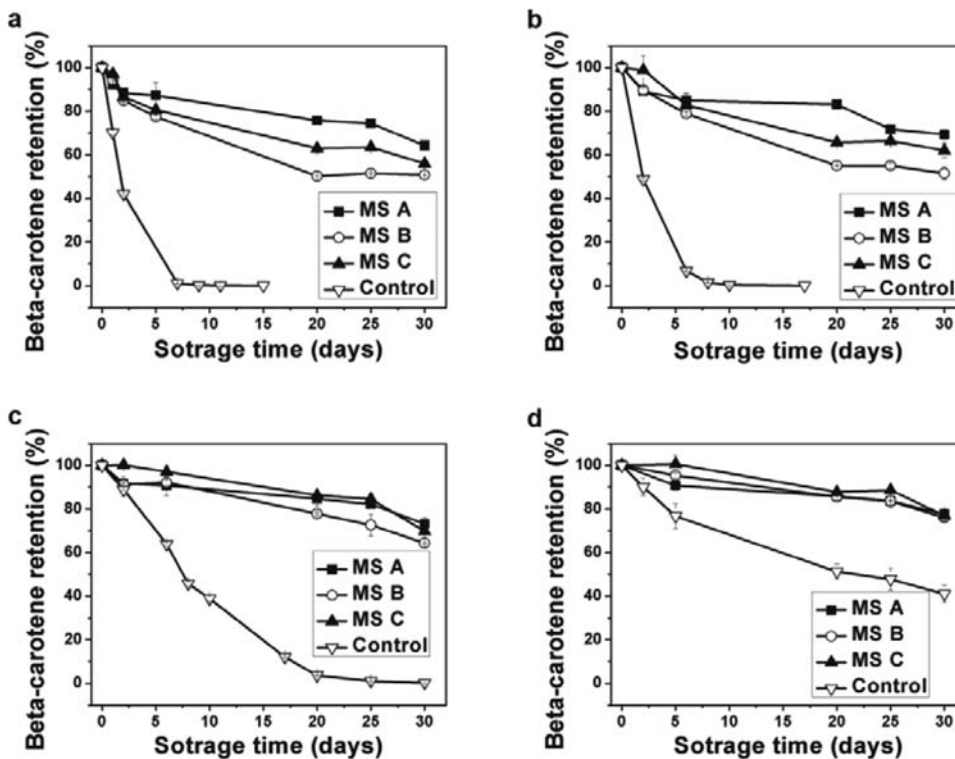 a
Beta-carotene retention (%)
100
80
60
40
20
0
MS A
MS B
MS C
Control
0 5 10 15 20 25 30
Sotrage time (days)
b
Beta-carotene retention (%)
100
80
60
40
20
0
MS A
MS B
MS C
Control
0 5 10 15 20 25 30
Sotrage time (days)
c
Beta-carotene retention (%)
100
80
60
40
20
0
MS A
MS B
MS C
Control
0 5 10 15 20 25 30
Sotrage time (days)
d
Beta-carotene retention (%)
100
80
60
40
20
0
MS A
MS B
MS C
Control
0 5 10 15 20 25 30
Sotrage time (days)